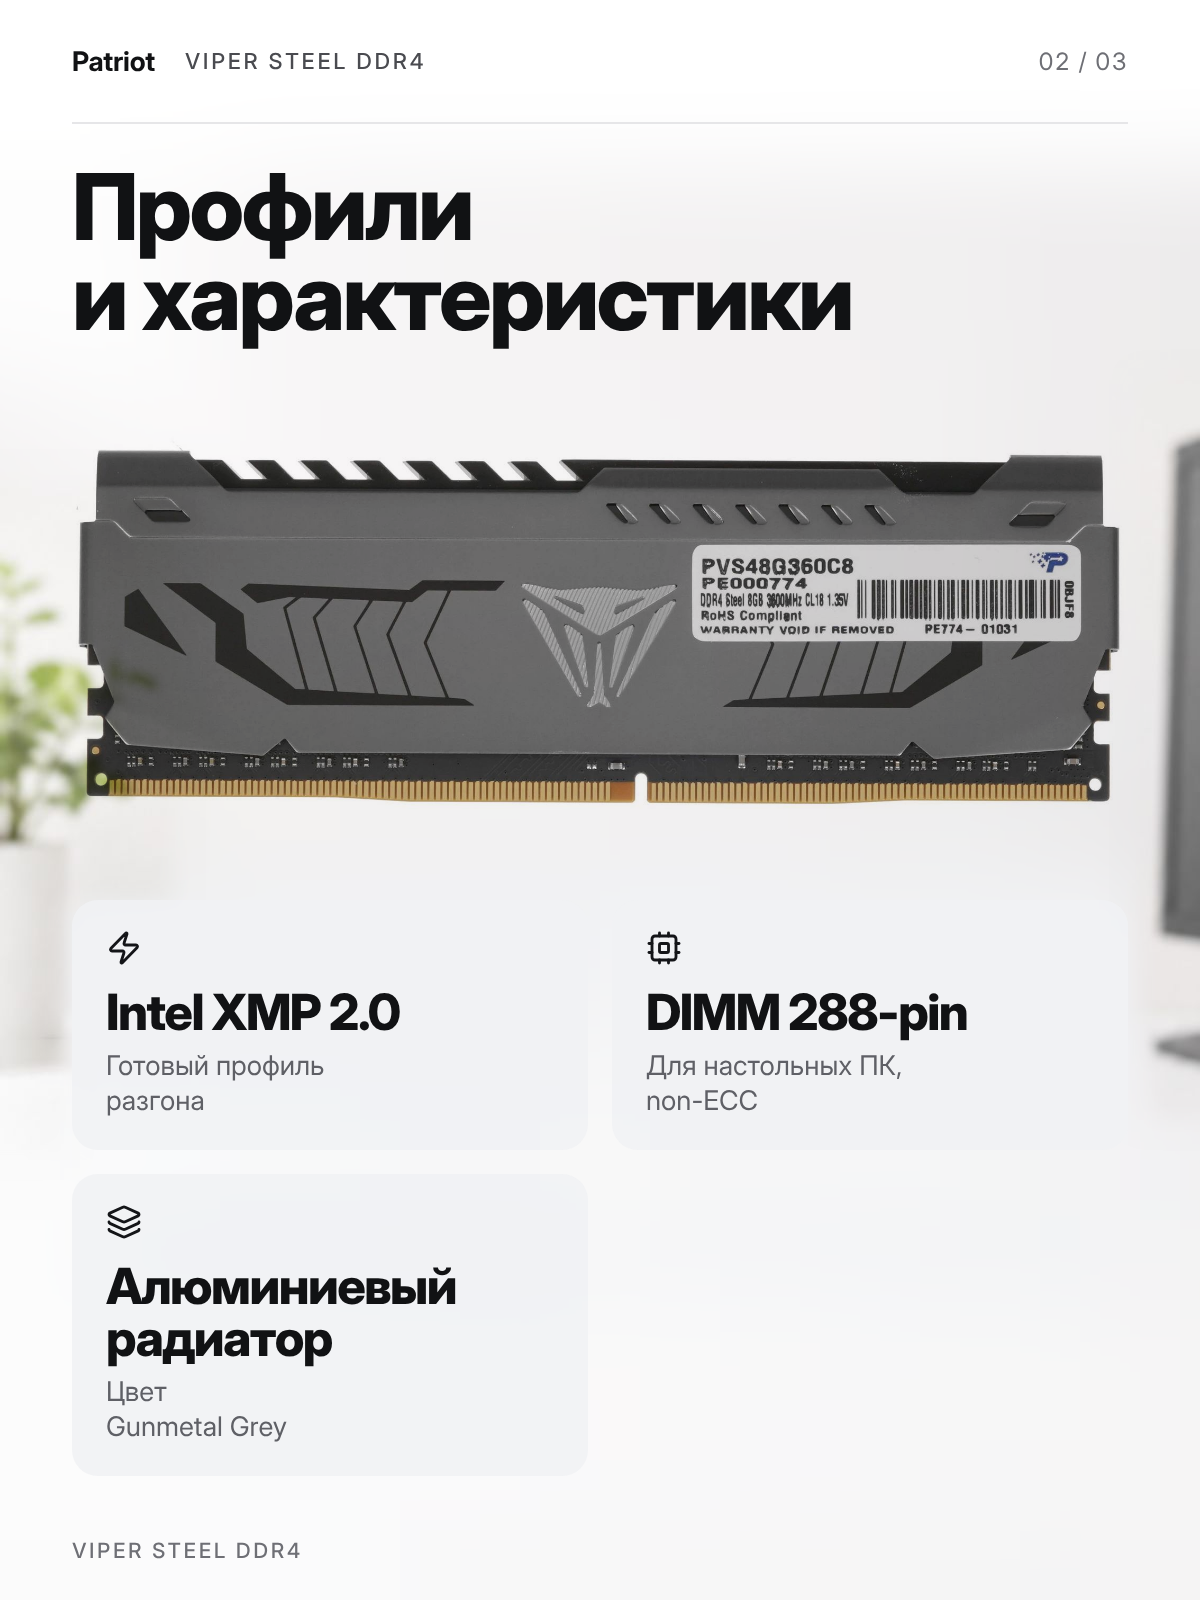 Patriot VIPER STEEL DDR4 02 / 03
Профили
и характеристики
PVS48G360C8
PE000774
DDR4 Steel 8GB 3600MHz CL18 1.35V
RoHS Compliant
WARRANTY VOID IF REMOVED PE774-01031
0BJF8
Intel XMP 2.0
Готовый профиль
разгона
DIMM 288-pin
Для настольных ПК,
non-ECC
Алюминиевый
радиатор
Цвет
Gunmetal Grey
VIPER STEEL DDR4